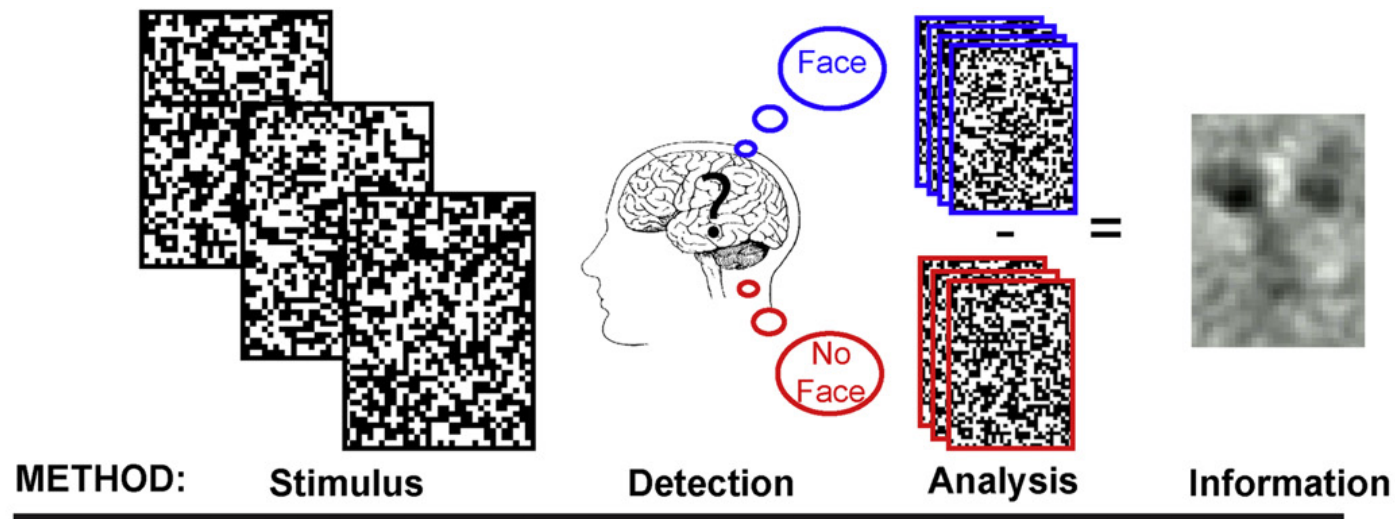 Face
?
-
=
No
Face
METHOD:
Stimulus
Detection
Analysis
Information